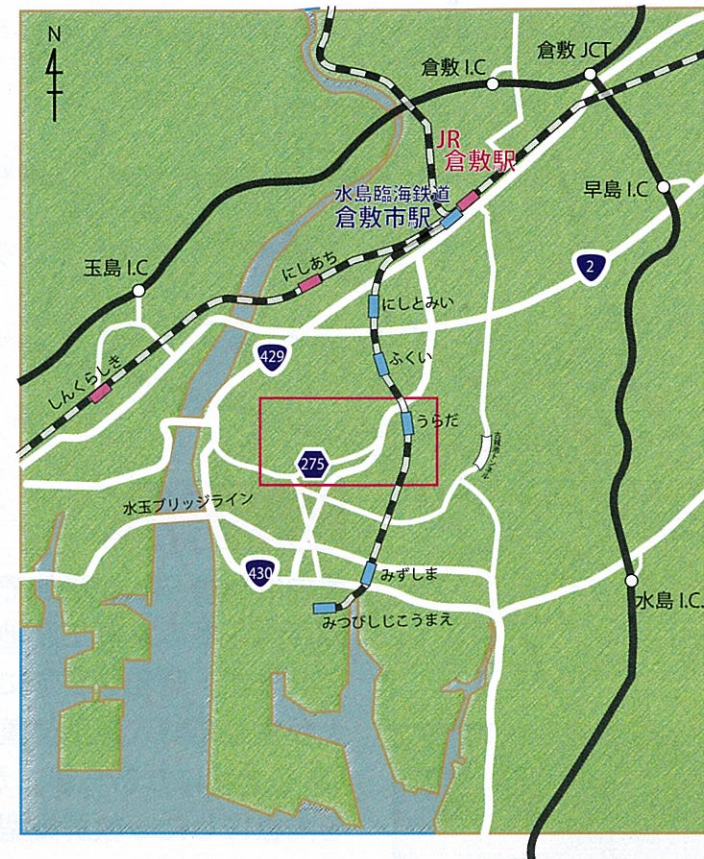 N
倉敷 I.C
倉敷 JCT
JR
倉敷駅
水島臨海鉄道
倉敷市駅
早島 I.C
玉島 I.C
にしあち
2
にしとみい
429
ふくい
しんくらしき
うらだ
275
水玉ブリッジライン
430
みずしま
水島 I.C.
みつびしじこうまえ